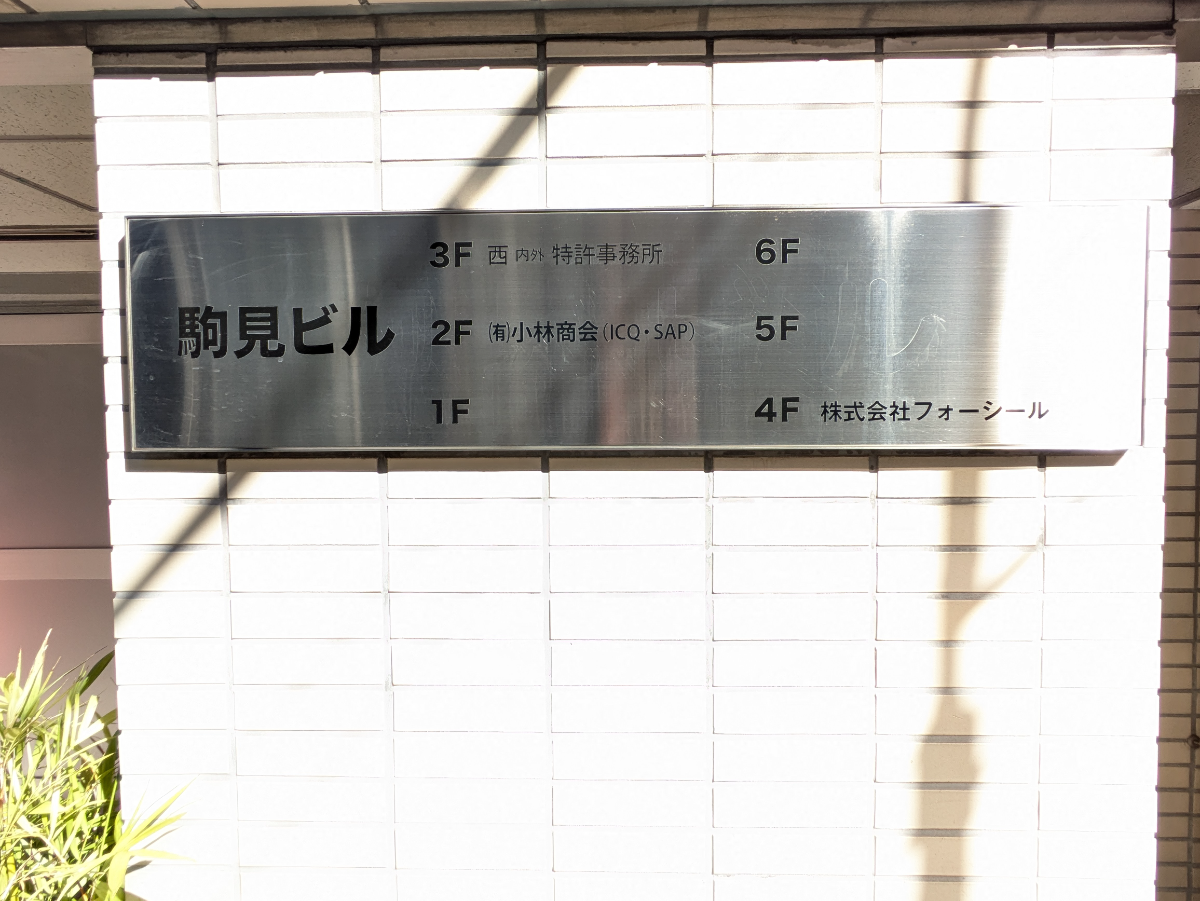 駒見ビル
3F 西 内外 特許事務所
2F ㈲小林商会(ICQ・SAP)
1F
6F
5F
4F 株式会社フォーシール